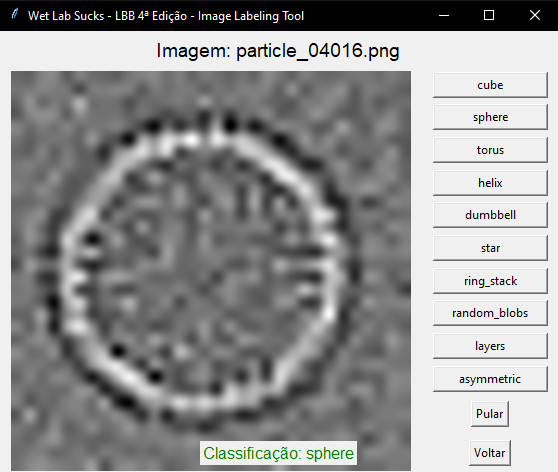 Wet Lab Sucks - LBB 4ª Edição - Image Labeling Tool
Imagem: particle_04016.png
cube
sphere
torus
helix
dumbbell
star
ring_stack
random_blobs
layers
asymmetric
Pular
Voltar
Classificação: sphere